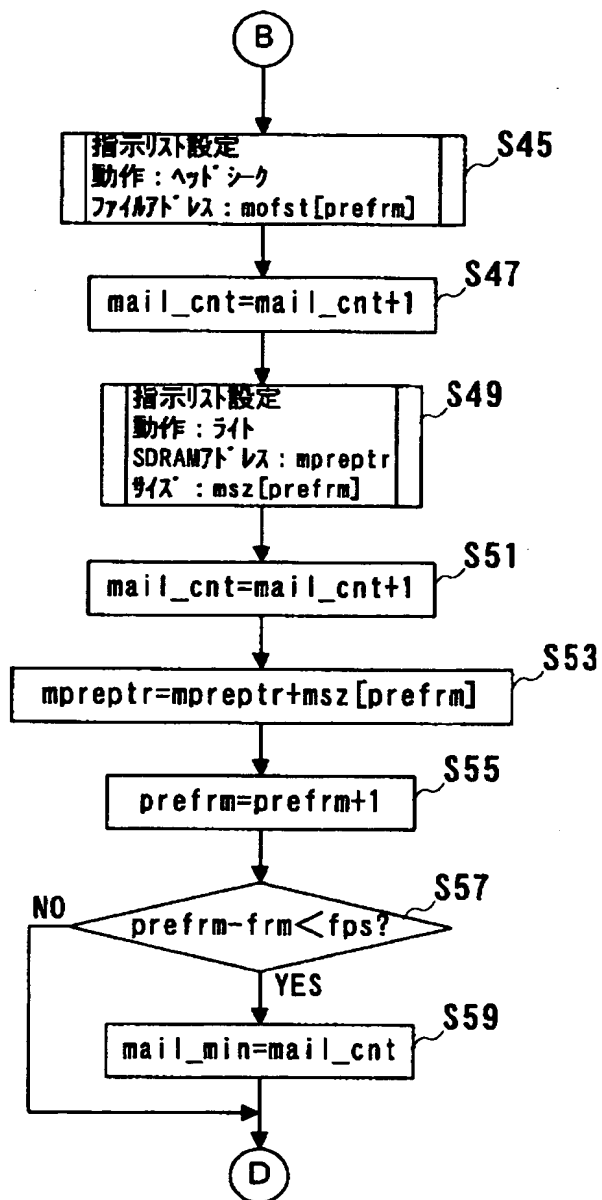 B
指示リスト設定
動作：ヘッドシーク
ファイルアドレス：mofst[prefrm]
S45
S47
mail_cnt=mail_cnt+1
指示リスト設定
動作：ライト
SDRAMアドレス：mpreptr
サイズ：msz[prefrm]
S49
S51
mail_cnt=mail_cnt+1
S53
mpreptr=mpreptr+msz[prefrm]
S55
prefrm=prefrm+1
S57
NO
prefrm-frm<fps?
YES
S59
mail_min=mail_cnt
D